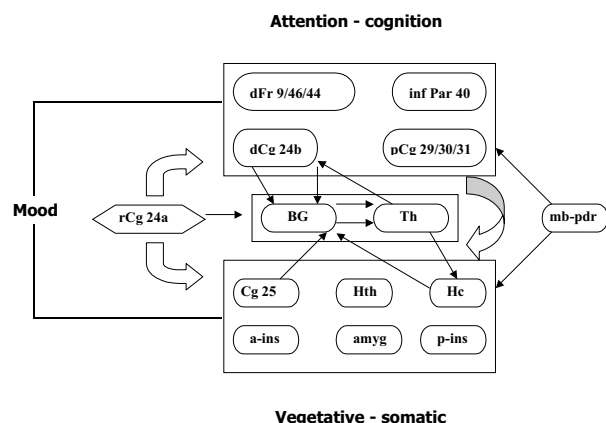 Attention - cognition
dFr 9/46/44
inf Par 40
dCg 24b
pCg 29/30/31
Mood
rCg 24a
BG
Th
mb-pdr
Cg 25
Hth
Hc
a-ins
amyg
p-ins
Vegetative - somatic